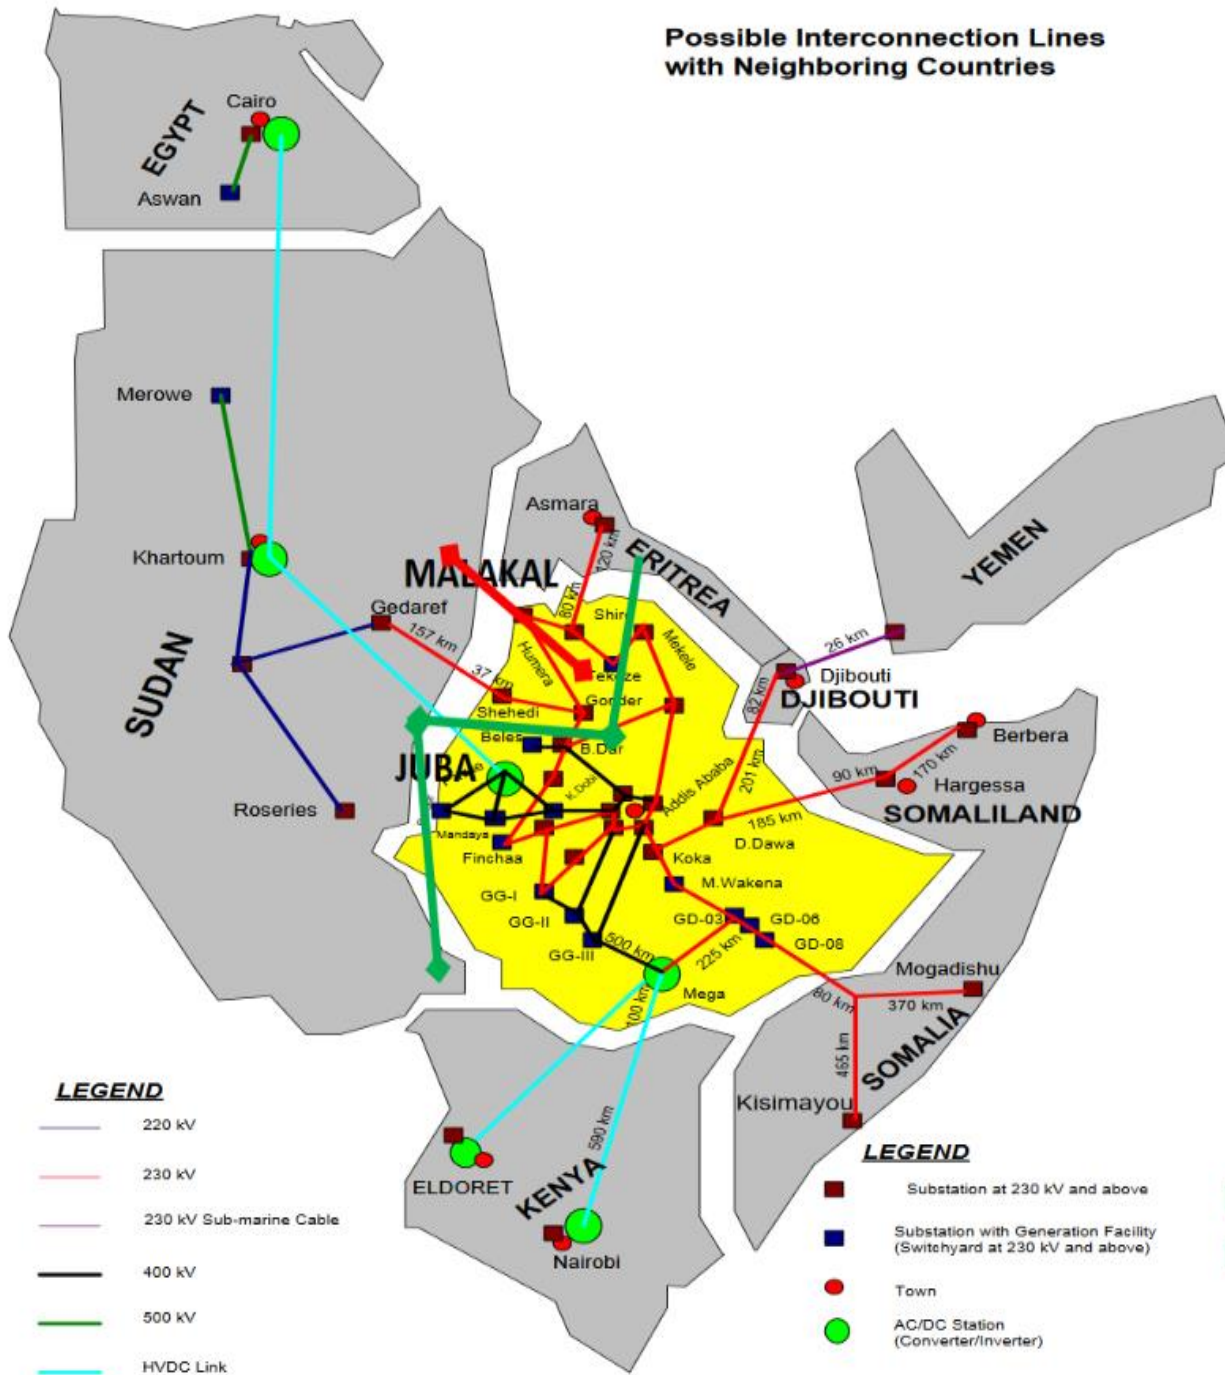 Possible Interconnection Lines
with Neighboring Countries
Cairo
EGYPT
Aswan
Merowe
Asmara
ERITREA
YEMEN
Khartoum
MALAKAL
120 km
80 km
Shire
Gedaref
157 km
Humera
Mekele
26 km
SUDAN
37 km
Tekeze
Djibouti
82 km
DJIBOUTI
Gonder
Shehedi
Beles
B.Dar
Berbera
JUBA
K.Dobi
Addis Ababa
201 km
90 km
170 km
Hargessa
SOMALILAND
Roseries
Mandaya
185 km
D.Dawa
Finchaa
Koka
M.Wakena
GG-I
GG-II
GD-03
GD-06
GG-III
500 km
225 km
GD-08
Mogadishu
Mega
100 km
80 km
370 km
SOMALIA
465 km
Kisimayou
590 km
ELDORET
KENYA
Nairobi
LEGEND
220 kV
230 kV
230 kV Sub-marine Cable
400 kV
500 kV
HVDC Link
LEGEND
Substation at 230 kV and above
Substation with Generation Facility
(Switchyard at 230 kV and above)
Town
AC/DC Station
(Converter/Inverter)